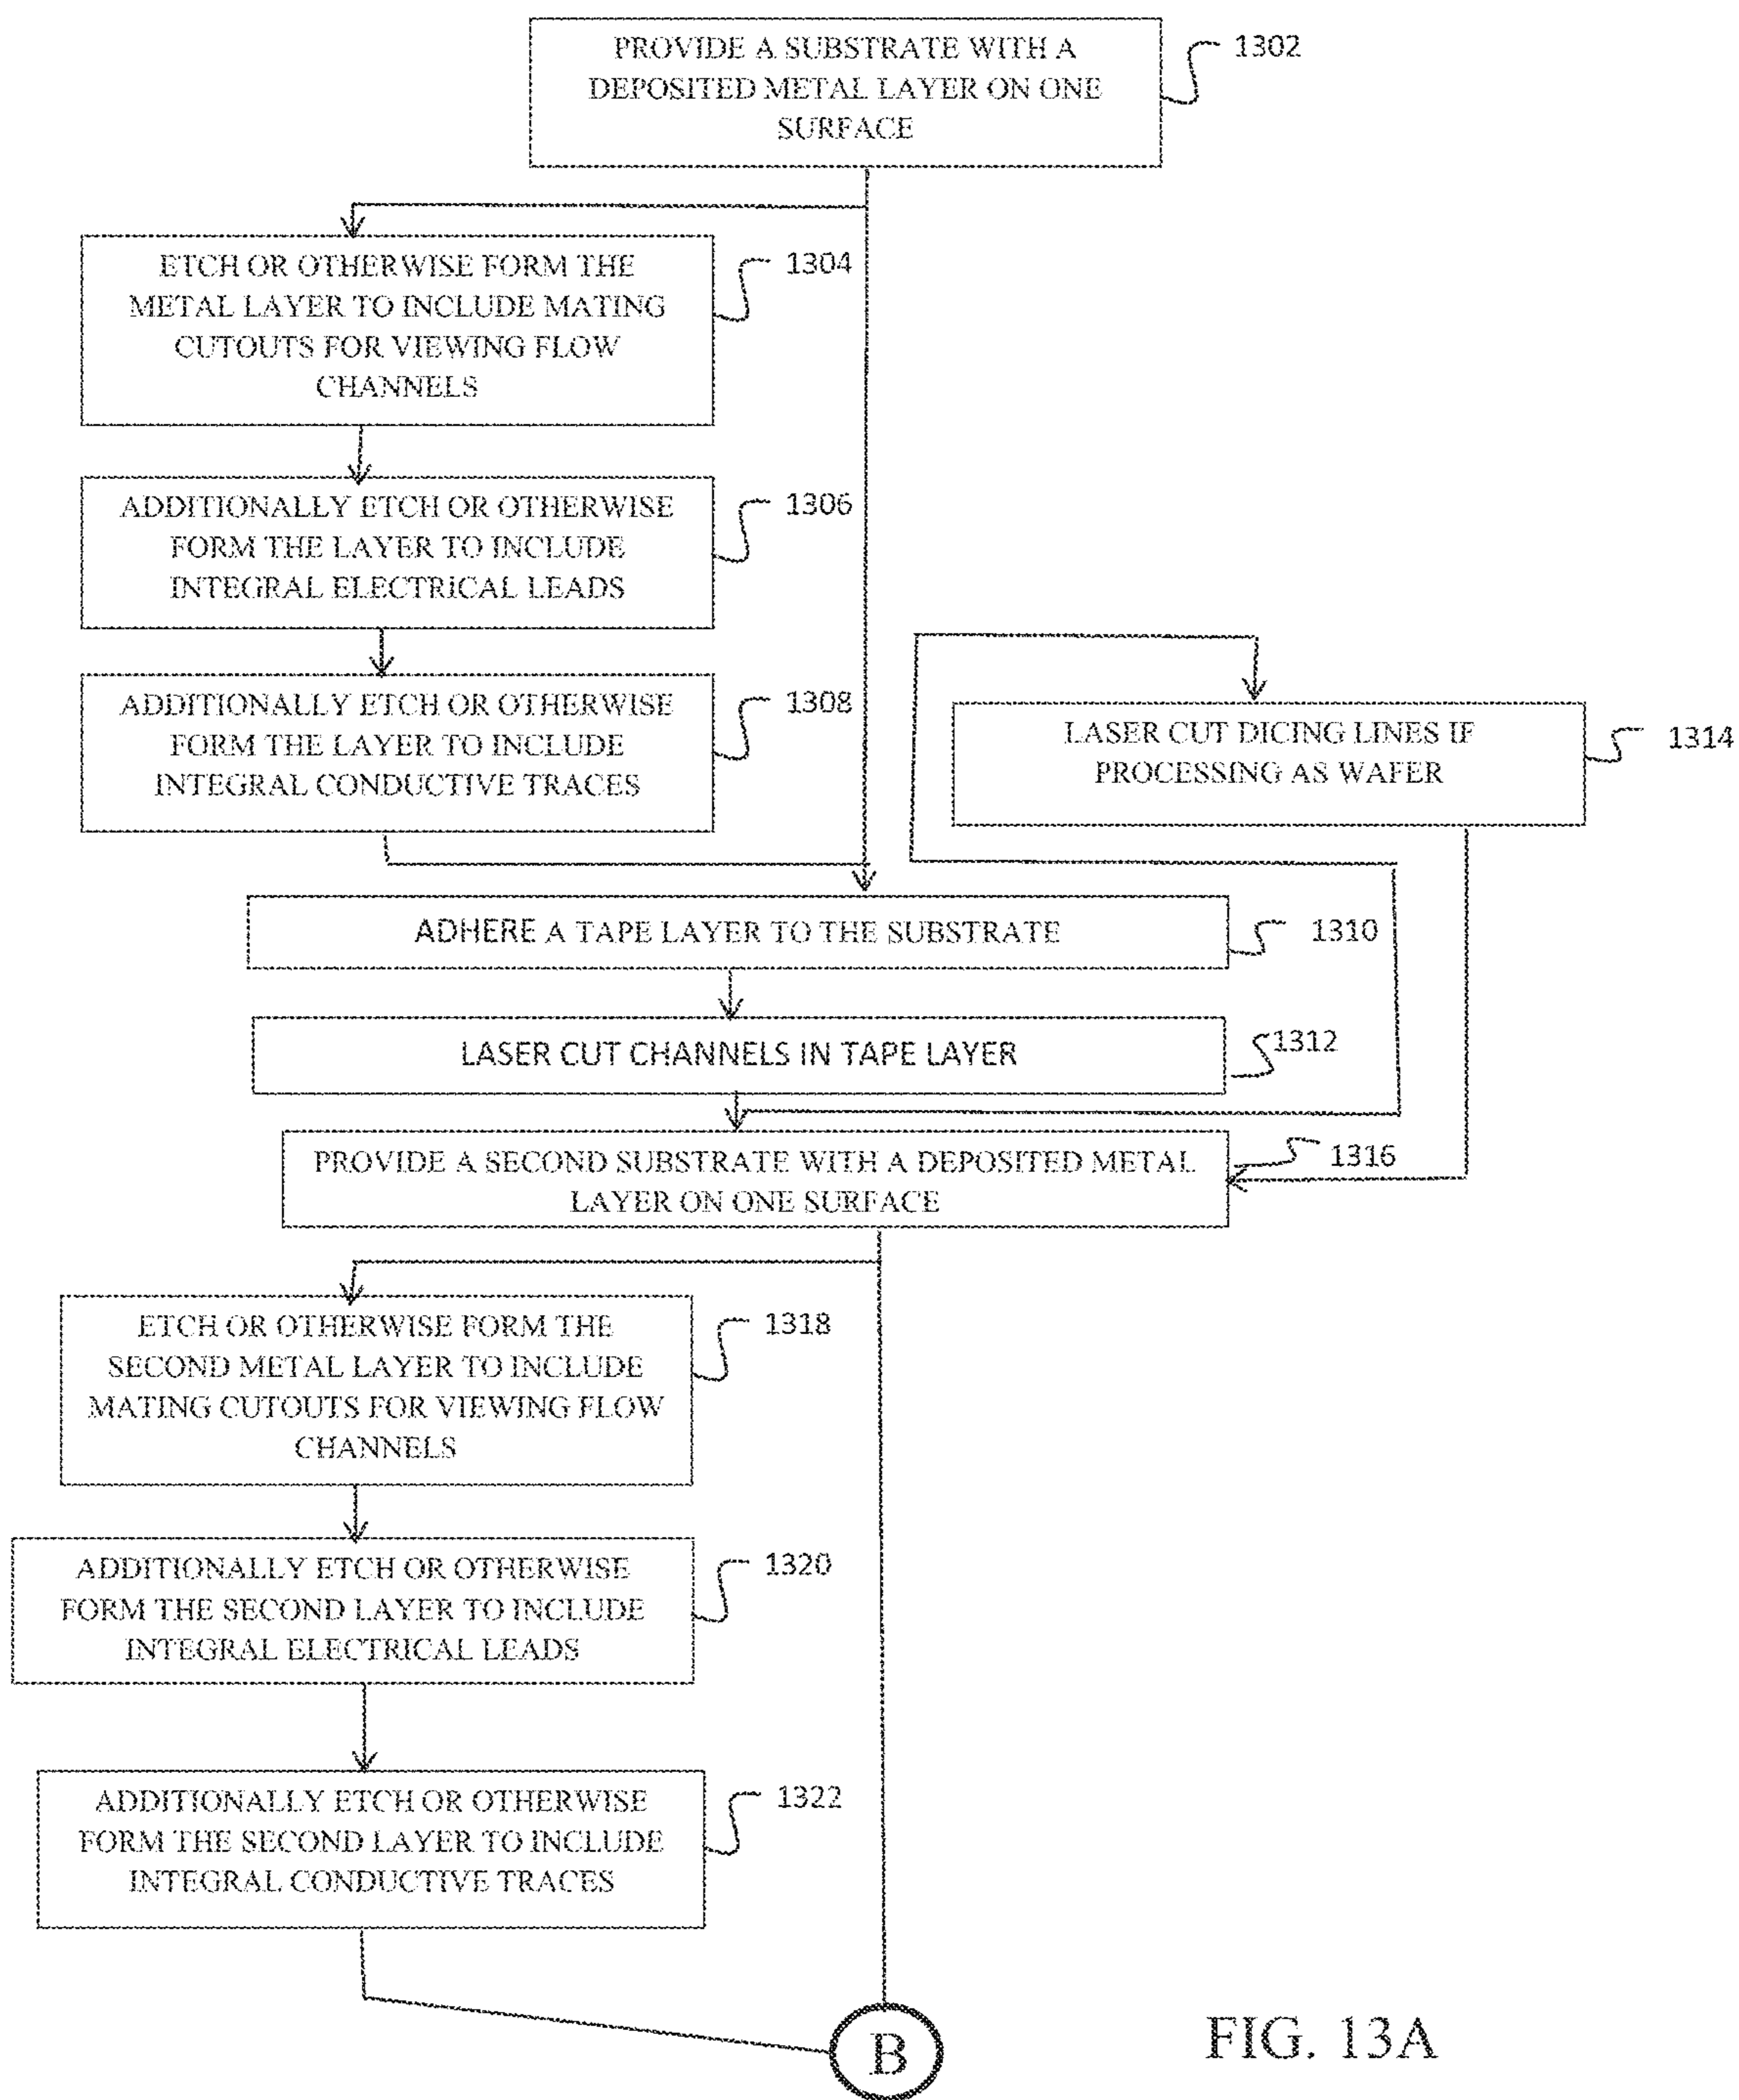 PROVIDE A SUBSTRATE WITH A
DEPOSITED METAL LAYER ON ONE
SURFACE
1302
ETCH OR OTHERWISE FORM THE
METAL LAYER TO INCLUDE MATING
CUTOUTS FOR VIEWING FLOW
CHANNELS
1304
ADDITIONALLY ETCH OR OTHERWISE
FORM THE LAYER TO INCLUDE
INTEGRAL ELECTRICAL LEADS
1306
ADDITIONALLY ETCH OR OTHERWISE
FORM THE LAYER TO INCLUDE
INTEGRAL CONDUCTIVE TRACES
1308
LASER CUT DICING LINES IF
PROCESSING AS WAFER
1314
ADHERE A TAPE LAYER TO THE SUBSTRATE
1310
LASER CUT CHANNELS IN TAPE LAYER
1312
PROVIDE A SECOND SUBSTRATE WITH A DEPOSITED METAL
LAYER ON ONE SURFACE
1316
ETCH OR OTHERWISE FORM THE
SECOND METAL LAYER TO INCLUDE
MATING CUTOUTS FOR VIEWING FLOW
CHANNELS
1318
ADDITIONALLY ETCH OR OTHERWISE
FORM THE SECOND LAYER TO INCLUDE
INTEGRAL ELECTRICAL LEADS
1320
ADDITIONALLY ETCH OR OTHERWISE
FORM THE SECOND LAYER TO INCLUDE
INTEGRAL CONDUCTIVE TRACES
1322
B
FIG. 13A